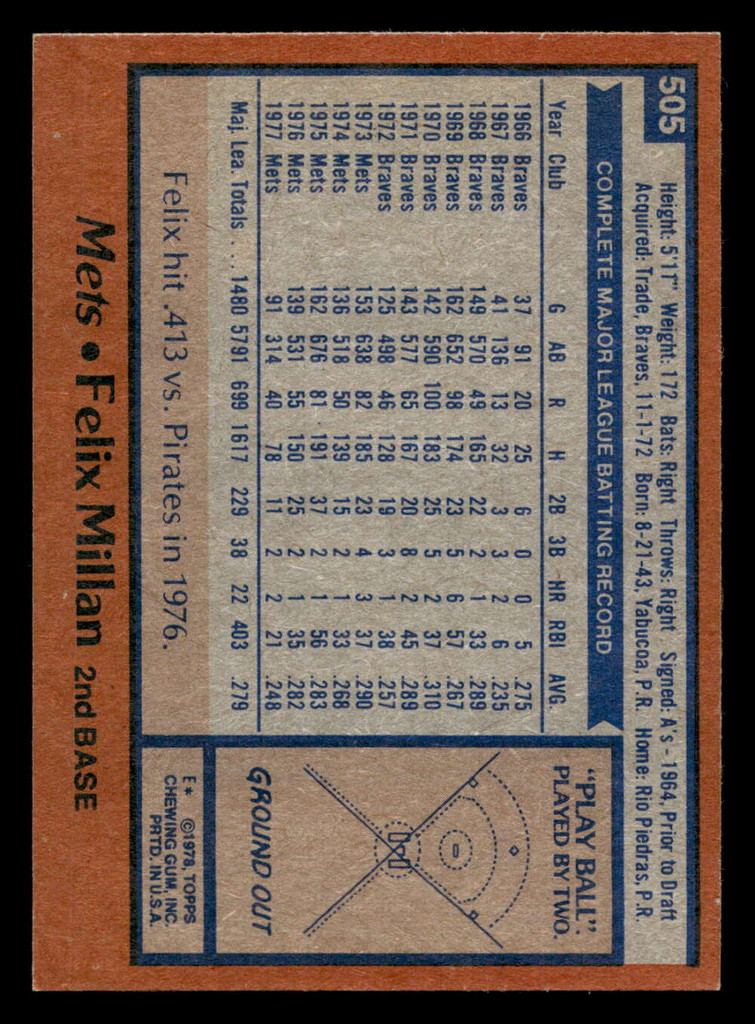 505
Height: 5'11" Weight: 172 Bats: Right Throws: Right Signed: A's - 1964, Prior to Draft
Acquired: Trade, Braves, 11-1-72 Born: 8-21-43, Yabucoa, P.R. Home: Rio Piedras, P.R.
COMPLETE MAJOR LEAGUE BATTING RECORD
Year Club G AB R H 2B 3B HR RBI AVG.
1966 Braves 37 91 20 25 6 0 0 5 .275
1967 Braves 41 136 13 32 3 3 2 6 .235
1968 Braves 149 570 49 165 22 2 1 33 .289
1969 Braves 162 652 98 174 23 5 6 57 .267
1970 Braves 142 590 100 183 25 5 2 37 .310
1971 Braves 143 577 65 167 20 8 2 45 .289
1972 Braves 125 498 46 128 19 3 1 38 .257
1973 Mets 153 638 82 185 23 4 3 37 .290
1974 Mets 136 518 50 139 15 2 1 33 .268
1975 Mets 162 676 81 191 37 2 1 56 .283
1976 Mets 139 531 55 150 25 2 1 35 .282
1977 Mets 91 314 40 78 11 2 2 21 .248
Maj. Lea. Totals . . . 1480 5791 699 1617 229 38 22 403 .279
Felix hit .413 vs. Pirates in 1976.
"PLAY BALL".
PLAYED BY TWO.
GROUND OUT
E* ©1978, TOPPS
CHEWING GUM, INC.
PRTD. IN U.S.A.
Mets • Felix Millan 2nd BASE